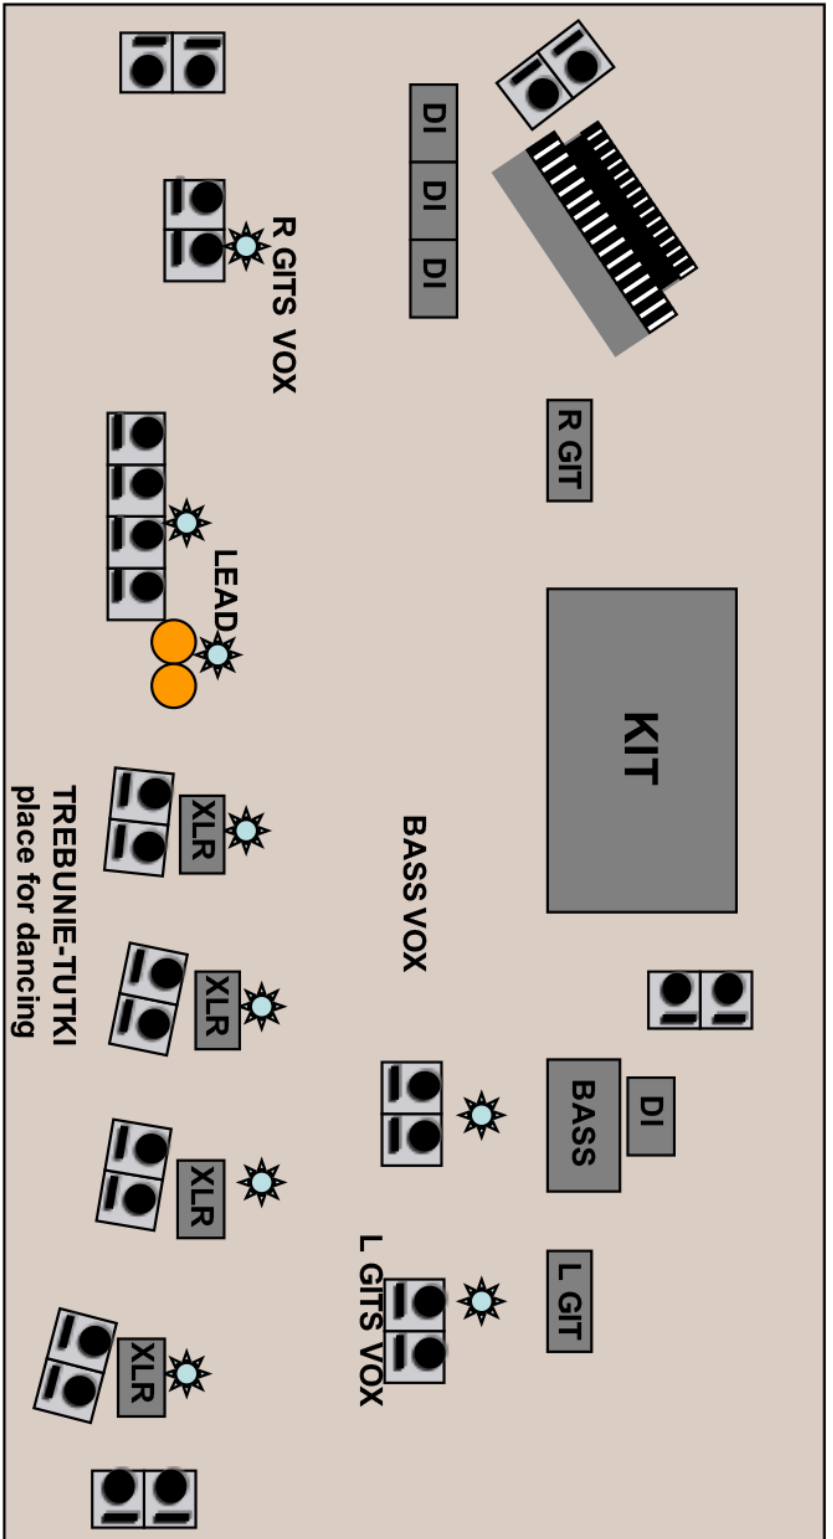 DI
DI
DI
R GITS VOX
R GIT
LEAD
KIT
BASS VOX
XLR
XLR
XLR
XLR
TREBUNIE-TUTKI
place for dancing
BASS
DI
L GITS VOX
L GIT